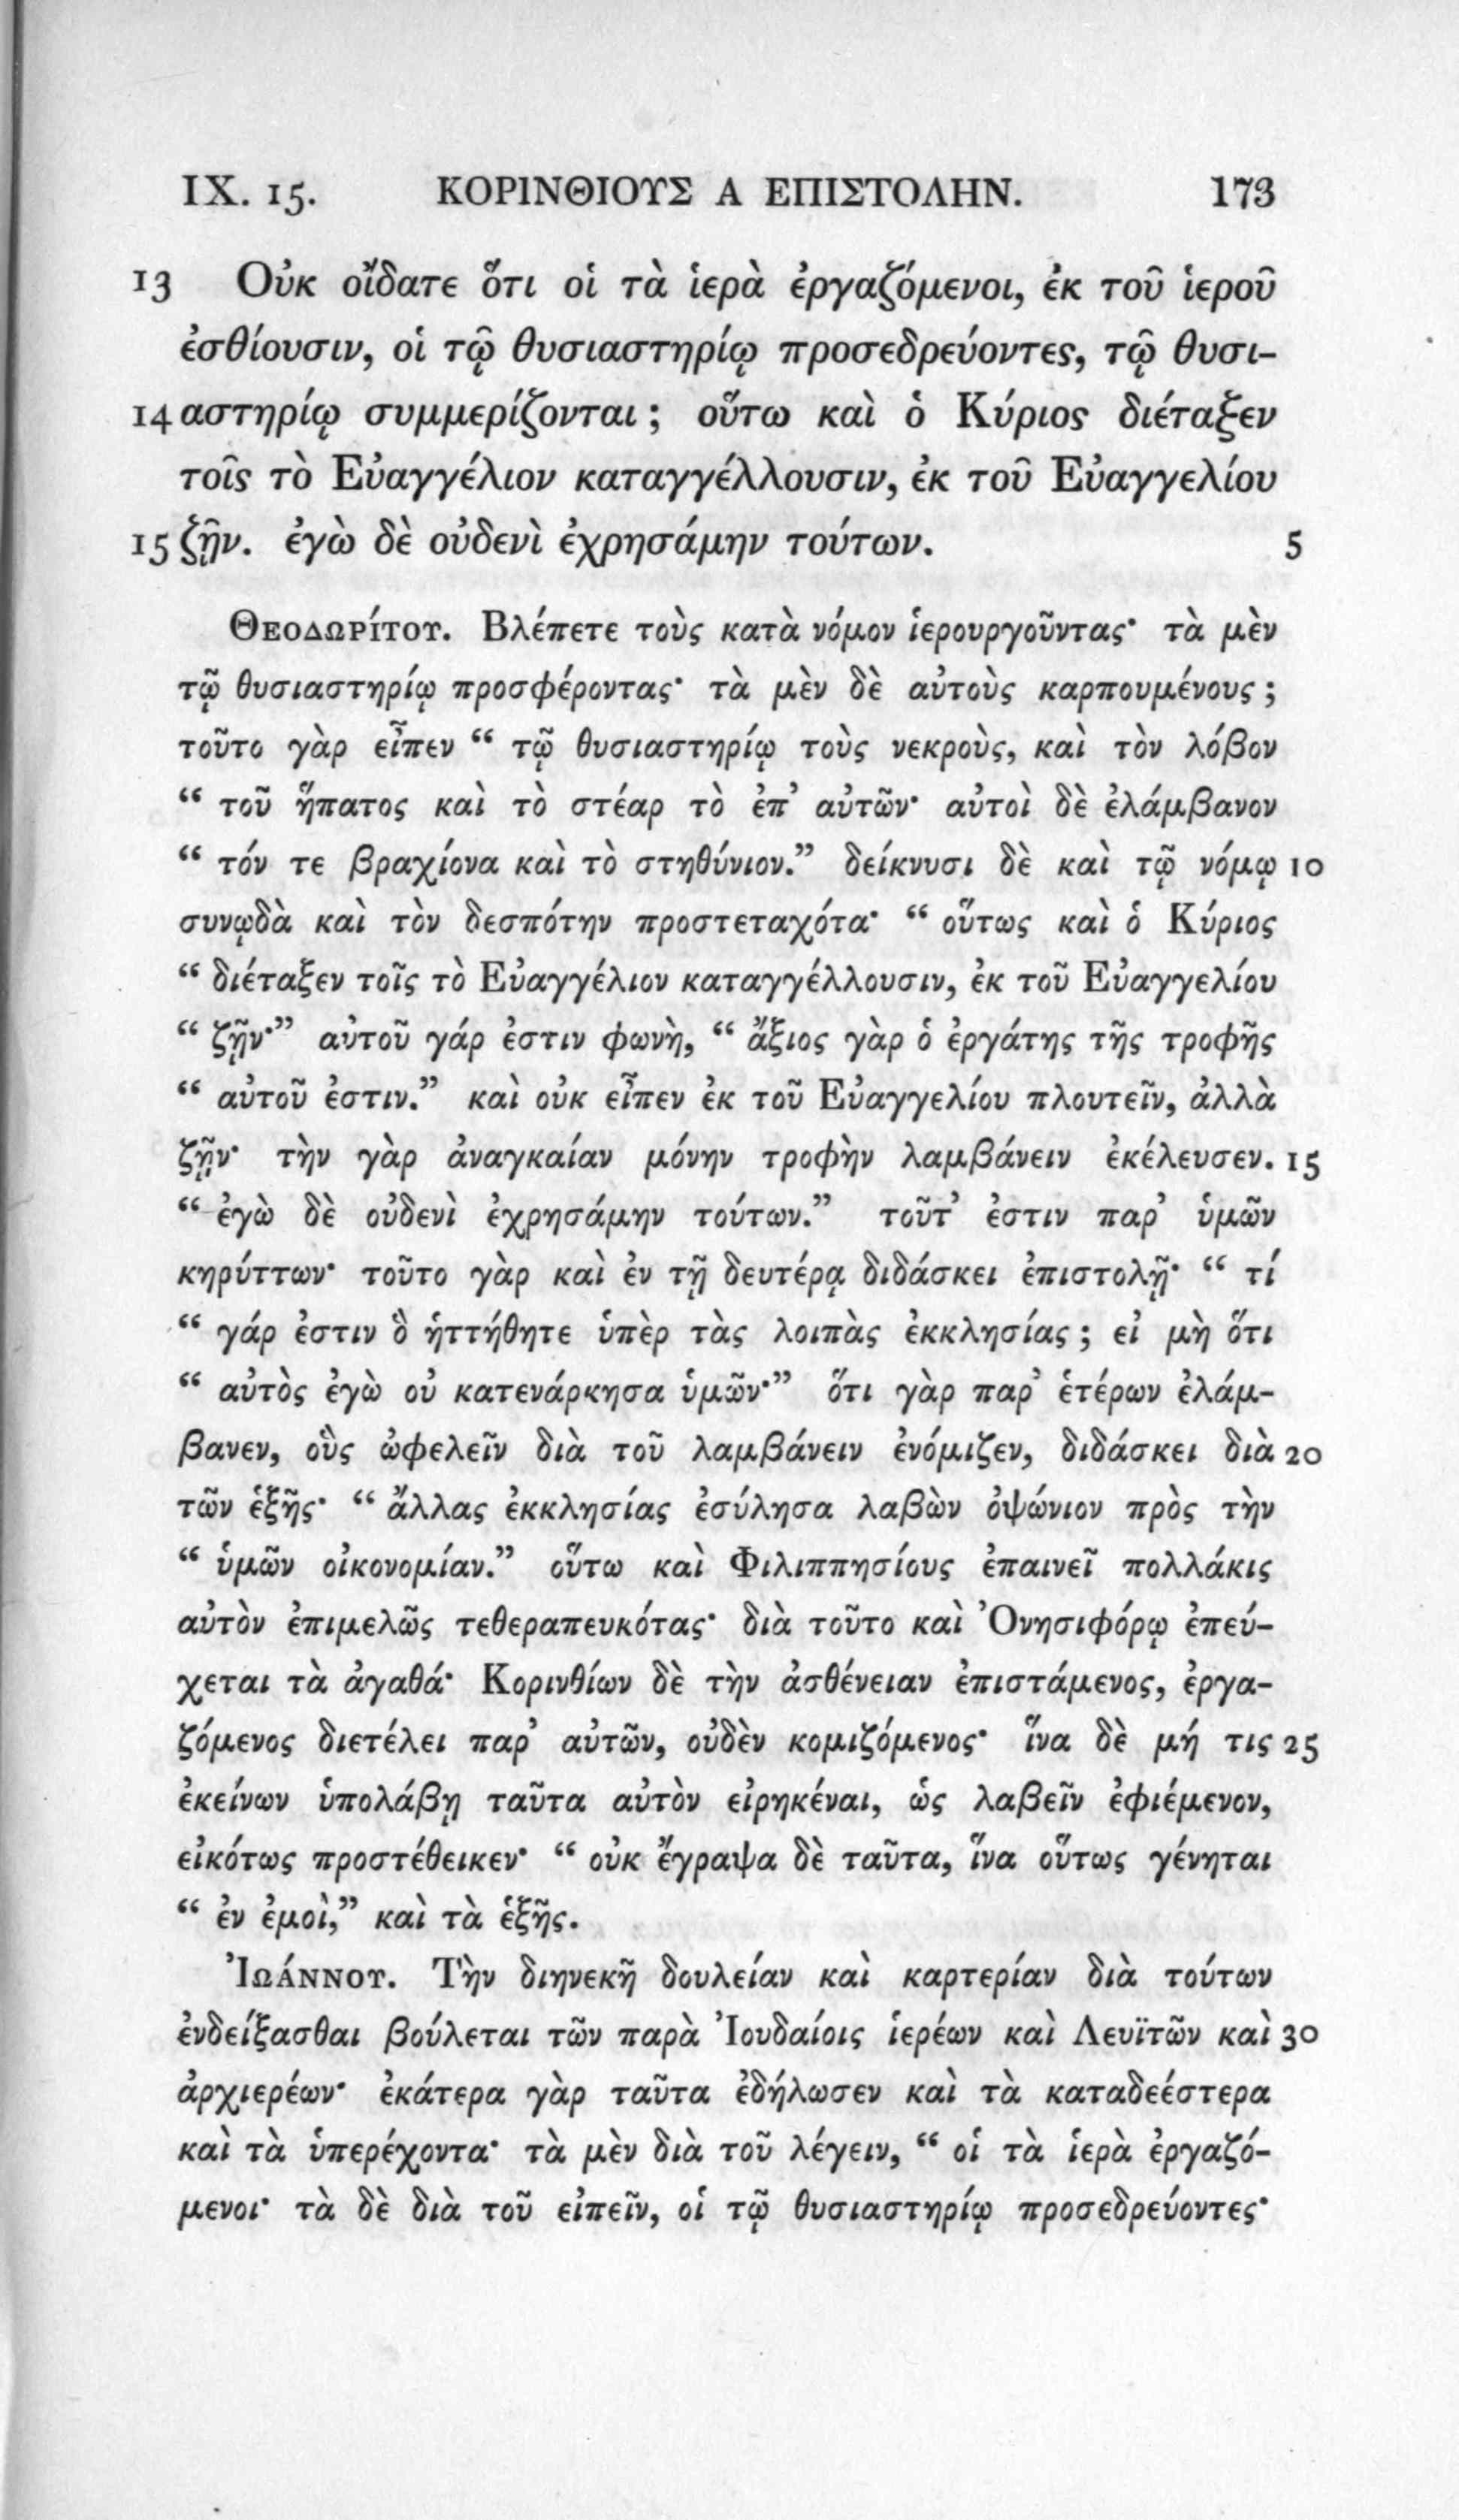 IX. 15. ΚΟΡΙΝΘΙΟΥΣ Α ΕΠΙΣΤΟΛΗΝ. 173
13 Οὐκ οἴδατε ὅτι οἱ τὰ ἱερὰ ἐργαζόμενοι, ἐκ τοῦ ἱεροῦ
ἐσθίουσιν, οἱ τῷ θυσιαστηρίῳ προσεδρεύοντες, τῷ θυσι-
14 αστηρίῳ συμμερίζονται; οὕτω καὶ ὁ Κύριος διέταξεν
τοῖς τὸ Εὐαγγέλιον καταγγέλλουσιν, ἐκ τοῦ Εὐαγγελίου
15 ζῇν. ἐγὼ δὲ οὐδενὶ ἐχρησάμην τούτων. 5
Θεοδωρίτου. Βλέπετε τοὺς κατὰ νόμον ἱερουργοῦντας· τὰ μὲν
τῷ θυσιαστηρίῳ προσφέροντας· τὰ μὲν δὲ αὐτοὺς καρπουμένους;
τοῦτο γὰρ εἶπεν “ τῷ θυσιαστηρίῳ τοὺς νεκροὺς, καὶ τὸν λόβον
“ τοῦ ἥπατος καὶ τὸ στέαρ τὸ ἐπ’ αὐτῶν· αὐτοὶ δὲ ἐλάμβανον
“ τόν τε βραχίονα καὶ τὸ στηθύνιον.” δείκνυσι δὲ καὶ τῷ νόμῳ 10
συνῳδὰ καὶ τὸν δεσπότην προστεταχότα· “ οὕτως καὶ ὁ Κύριος
“ διέταξεν τοῖς τὸ Εὐαγγέλιον καταγγέλλουσιν, ἐκ τοῦ Εὐαγγελίου
“ ζῇν·” αὐτοῦ γάρ ἐστιν φωνὴ, “ ἄξιος γὰρ ὁ ἐργάτης τῆς τροφῆς
“ αὐτοῦ ἐστιν.” καὶ οὐκ εἶπεν ἐκ τοῦ Εὐαγγελίου πλουτεῖν, ἀλλὰ
ζῇν· τὴν γὰρ ἀναγκαίαν μόνην τροφὴν λαμβάνειν ἐκέλευσεν. 15
“ ἐγὼ δὲ οὐδενὶ ἐχρησάμην τούτων.” τοῦτ’ ἐστιν παρ’ ὑμῶν
κηρύττων· τοῦτο γὰρ καὶ ἐν τῇ δευτέρᾳ διδάσκει ἐπιστολῇ· “ τί
“ γάρ ἐστιν ὃ ἡττήθητε ὑπὲρ τὰς λοιπὰς ἐκκλησίας; εἰ μὴ ὅτι
“ αὐτὸς ἐγὼ οὐ κατενάρκησα ὑμῶν·” ὅτι γὰρ παρ’ ἑτέρων ἐλάμ-
βανεν, οὓς ὠφελεῖν διὰ τοῦ λαμβάνειν ἐνόμιζεν, διδάσκει διὰ 20
τῶν ἑξῆς· “ ἄλλας ἐκκλησίας ἐσύλησα λαβὼν ὀψώνιον πρὸς τὴν
“ ὑμῶν οἰκονομίαν.” οὕτω καὶ Φιλιππησίους ἐπαινεῖ πολλάκις
αὐτὸν ἐπιμελῶς τεθεραπευκότας· διὰ τοῦτο καὶ Ὀνησιφόρῳ ἐπεύ-
χεται τὰ ἀγαθά· Κορινθίων δὲ τὴν ἀσθένειαν ἐπιστάμενος, ἐργα-
ζόμενος διετέλει παρ’ αὐτῶν, οὐδὲν κομιζόμενος· ἵνα δὲ μή τις 25
ἐκείνων ὑπολάβῃ ταῦτα αὐτὸν εἰρηκέναι, ὡς λαβεῖν ἐφιέμενον,
εἰκότως προστέθεικεν· “ οὐκ ἔγραψα δὲ ταῦτα, ἵνα οὕτως γένηται
“ ἐν ἐμοὶ,” καὶ τὰ ἑξῆς.
Ἰωάννου. Τὴν διηνεκῆ δουλείαν καὶ καρτερίαν διὰ τούτων
ἐνδείξασθαι βούλεται τῶν παρὰ Ἰουδαίοις ἱερέων καὶ Λευϊτῶν καὶ 30
ἀρχιερέων· ἑκάτερα γὰρ ταῦτα ἐδήλωσεν καὶ τὰ καταδεέστερα
καὶ τὰ ὑπερέχοντα· τὰ μὲν διὰ τοῦ λέγειν, “ οἱ τὰ ἱερὰ ἐργαζό-
μενοι· τὰ δὲ διὰ τοῦ εἰπεῖν, οἱ τῷ θυσιαστηρίῳ προσεδρεύοντες·